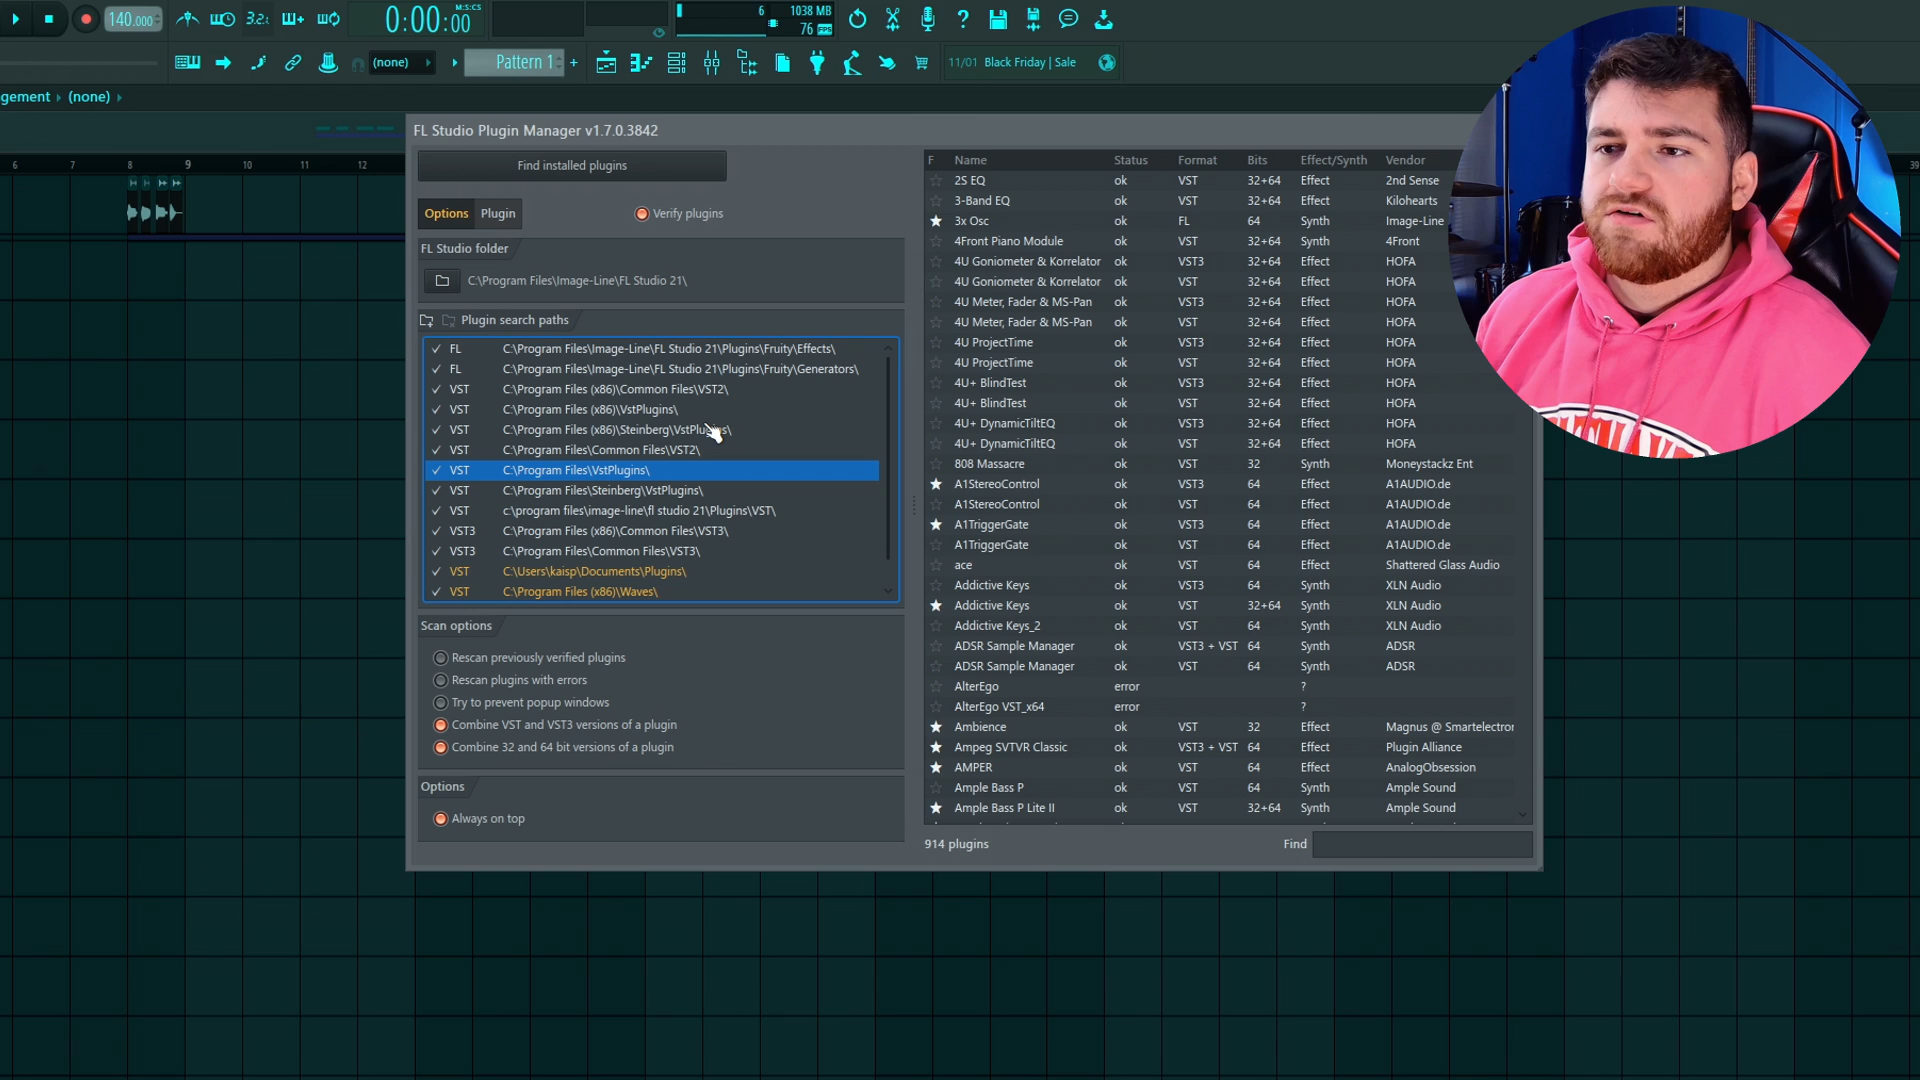 140.000
3.2.:
0:00:00
M:S:CS
6
1038 MB
76
(none)
Pattern 1
11/01 Black Friday | Sale
gement (none)
6 7 8 9 10 11 12
39
FL Studio Plugin Manager v1.7.0.3842
Find installed plugins
Options Plugin Verify plugins
FL Studio folder
C:\Program Files\Image-Line\FL Studio 21\
Plugin search paths
FL C:\Program Files\Image-Line\FL Studio 21\Plugins\Fruity\Effects\
FL C:\Program Files\Image-Line\FL Studio 21\Plugins\Fruity\Generators\
VST C:\Program Files (x86)\Common Files\VST2\
VST C:\Program Files (x86)\VstPlugins\
VST C:\Program Files (x86)\Steinberg\VstPlugins\
VST C:\Program Files\Common Files\VST2\
VST C:\Program Files\VstPlugins\
VST C:\Program Files\Steinberg\VstPlugins\
VST c:\program files\image-line\fl studio 21\Plugins\VST\
VST3 C:\Program Files (x86)\Common Files\VST3\
VST3 C:\Program Files\Common Files\VST3\
VST C:\Users\kaisp\Documents\Plugins\
VST C:\Program Files (x86)\Waves\
Scan options
Rescan previously verified plugins
Rescan plugins with errors
Try to prevent popup windows
Combine VST and VST3 versions of a plugin
Combine 32 and 64 bit versions of a plugin
Options
Always on top
F Name Status Format Bits Effect/Synth Vendor
2S EQ ok VST 32+64 Effect 2nd Sense
3-Band EQ ok VST 32+64 Effect Kilohearts
3x Osc ok FL 64 Synth Image-Line
4Front Piano Module ok VST 32+64 Synth 4Front
4U Goniometer & Korrelator ok VST3 32+64 Effect HOFA
4U Goniometer & Korrelator ok VST 32+64 Effect HOFA
4U Meter, Fader & MS-Pan ok VST3 32+64 Effect HOFA
4U Meter, Fader & MS-Pan ok VST 32+64 Effect HOFA
4U ProjectTime ok VST3 32+64 Effect HOFA
4U ProjectTime ok VST 32+64 Effect HOFA
4U+ BlindTest ok VST3 32+64 Effect HOFA
4U+ BlindTest ok VST 32+64 Effect HOFA
4U+ DynamicTiltEQ ok VST3 32+64 Effect HOFA
4U+ DynamicTiltEQ ok VST 32+64 Effect HOFA
808 Massacre ok VST 32 Synth Moneystackz Ent
A1StereoControl ok VST3 64 Effect A1AUDIO.de
A1StereoControl ok VST 64 Effect A1AUDIO.de
A1TriggerGate ok VST3 64 Effect A1AUDIO.de
A1TriggerGate ok VST 64 Effect A1AUDIO.de
ace ok VST 64 Effect Shattered Glass Audio
Addictive Keys ok VST3 64 Synth XLN Audio
Addictive Keys ok VST 32+64 Synth XLN Audio
Addictive Keys_2 ok VST 64 Synth XLN Audio
ADSR Sample Manager ok VST3 + VST 64 Synth ADSR
ADSR Sample Manager ok VST 64 Synth ADSR
AlterEgo error ?
AlterEgo VST_x64 error ?
Ambience ok VST 32 Effect Magnus @ Smartelectror
Ampeg SVTVR Classic ok VST3 + VST 64 Effect Plugin Alliance
AMPER ok VST 64 Effect AnalogObsession
Ample Bass P ok VST 64 Synth Ample Sound
Ample Bass P Lite II ok VST 32+64 Synth Ample Sound
914 plugins Find